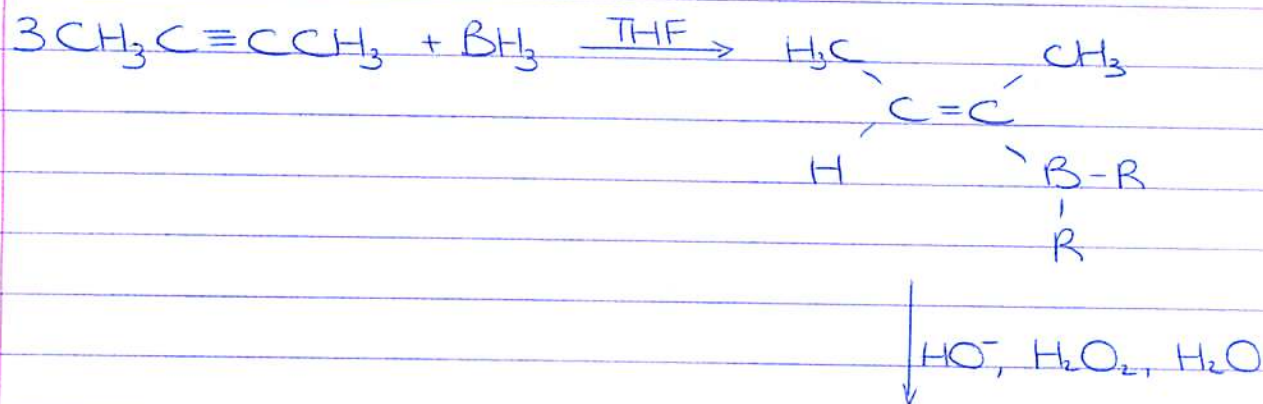 3CH₃C≡CCH₃ + BH₃ THF→ H₃C CH₃
C=C
H B-R
R
HO⁻, H₂O₂, H₂O